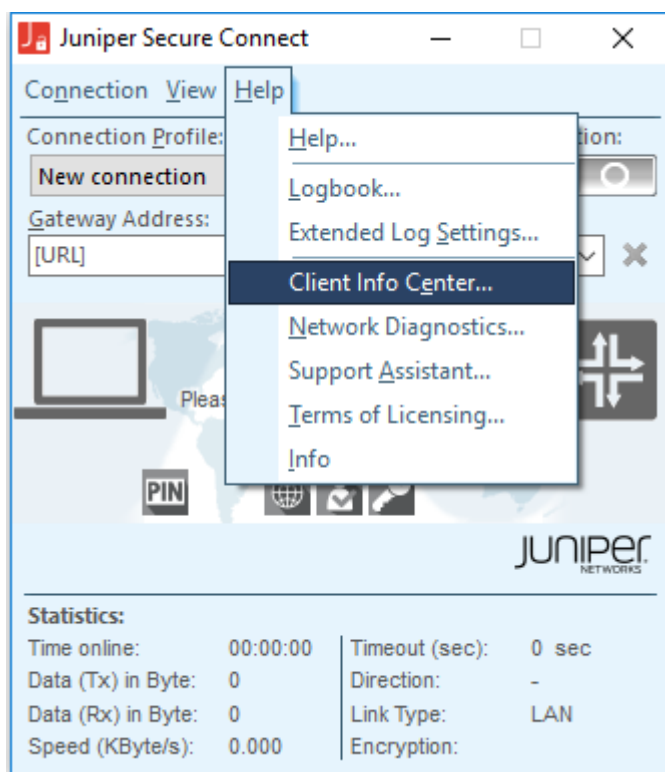 Juniper Secure Connect
Connection View Help
Connection Profile:
tion:
New connection
Gateway Address:
[URL]
Help...
Logbook...
Extended Log Settings...
Client Info Center...
Network Diagnostics...
Support Assistant...
Terms of Licensing...
Info
Pleas
PIN
JUNIPER
NETWORKS
Statistics:
Time online: 00:00:00 Timeout (sec): 0 sec
Data (Tx) in Byte: 0 Direction: -
Data (Rx) in Byte: 0 Link Type: LAN
Speed (KByte/s): 0.000 Encryption: